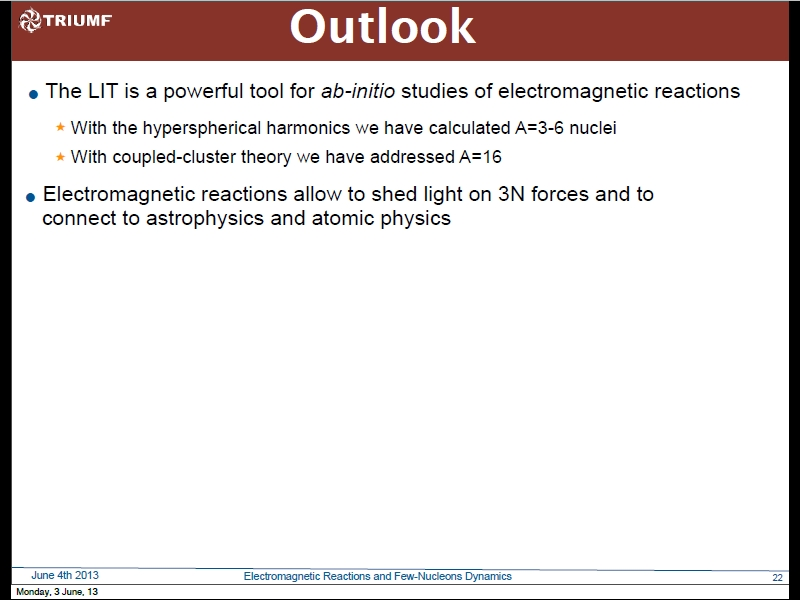 TRIUMF
Outlook
• The LIT is a powerful tool for ab-initio studies of electromagnetic reactions
★ With the hyperspherical harmonics we have calculated A=3-6 nuclei
★ With coupled-cluster theory we have addressed A=16
• Electromagnetic reactions allow to shed light on 3N forces and to
connect to astrophysics and atomic physics
June 4th 2013 Electromagnetic Reactions and Few-Nucleons Dynamics 22
Monday, 3 June, 13